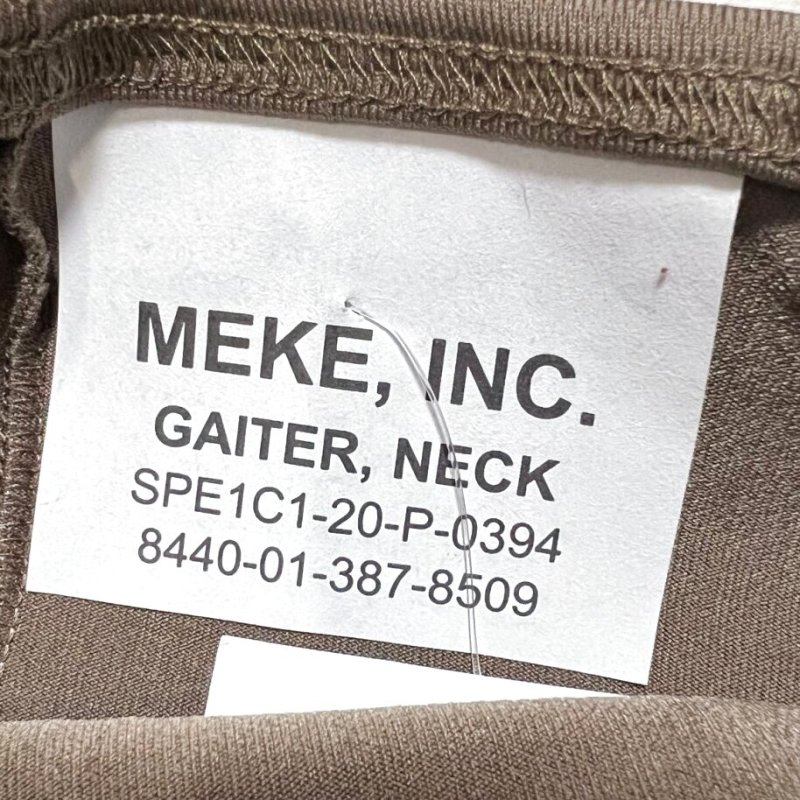 MEKE, INC.
GAITER, NECK
SPE1C1-20-P-0394
8440-01-387-8509